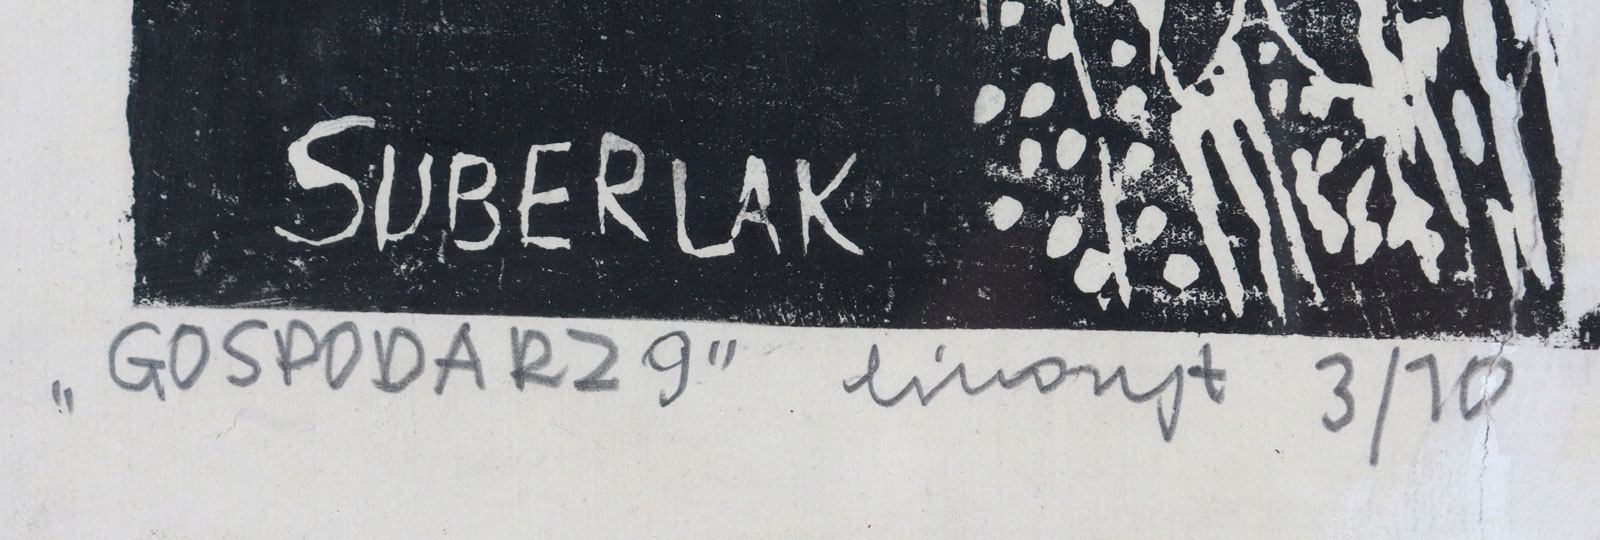 SUBERLAK
„GOSPODARZ 9” linoryt 3/10